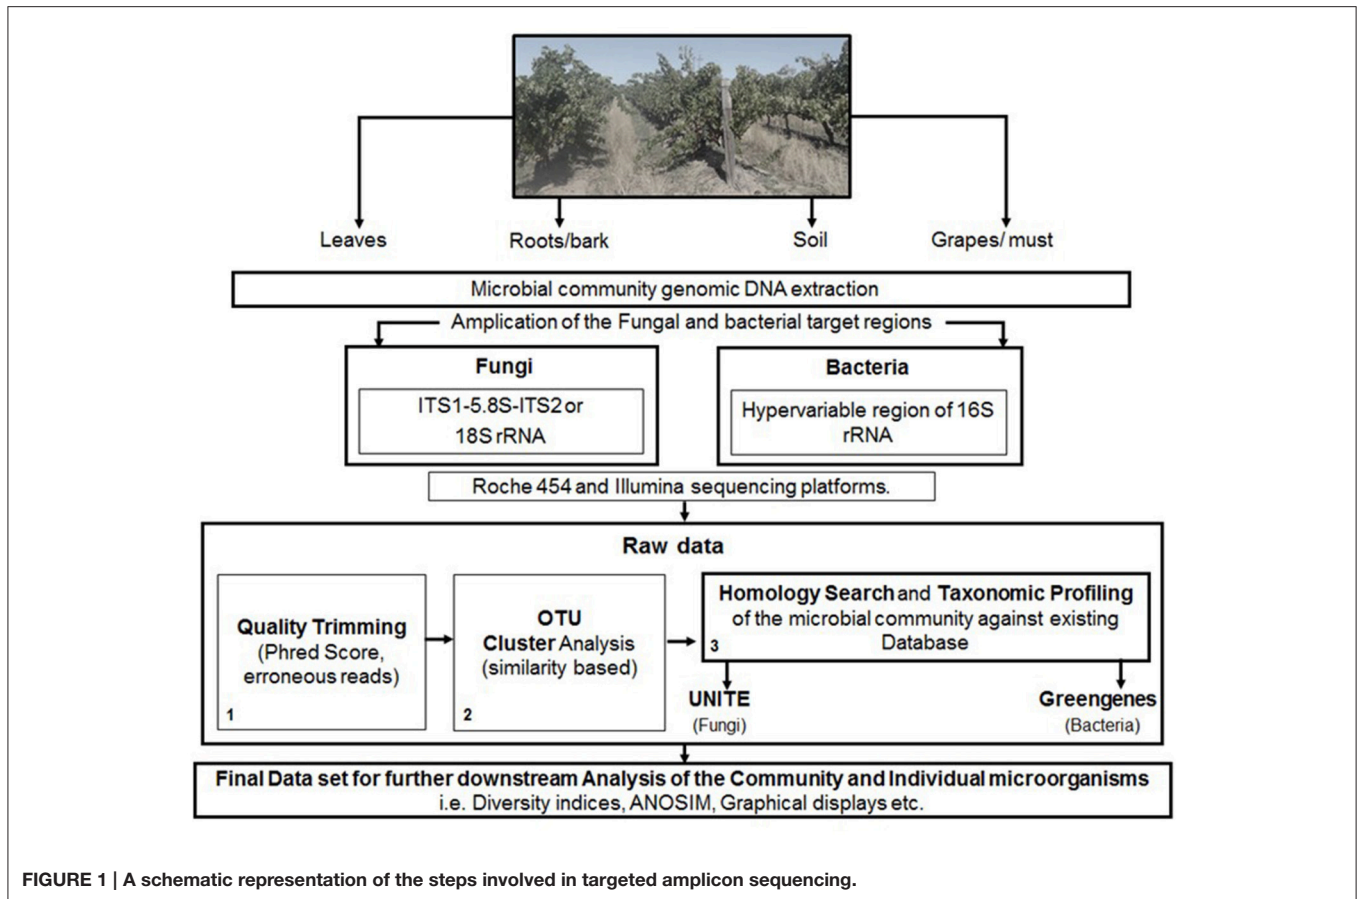 Leaves
Roots/bark
Soil
Grapes/ must
Microbial community genomic DNA extraction
Amplication of the Fungal and bacterial target regions
Fungi
ITS1-5.8S-ITS2 or
18S rRNA
Bacteria
Hypervariable region of 16S
rRNA
Roche 454 and Illumina sequencing platforms.
Raw data
Quality Trimming
(Phred Score,
erroneous reads)
1
OTU
Cluster Analysis
(similarity based)
2
Homology Search and Taxonomic Profiling
of the microbial community against existing
Database
3
UNITE
(Fungi)
Greengenes
(Bacteria)
Final Data set for further downstream Analysis of the Community and Individual microorganisms
i.e. Diversity indices, ANOSIM, Graphical displays etc.
FIGURE 1 | A schematic representation of the steps involved in targeted amplicon sequencing.